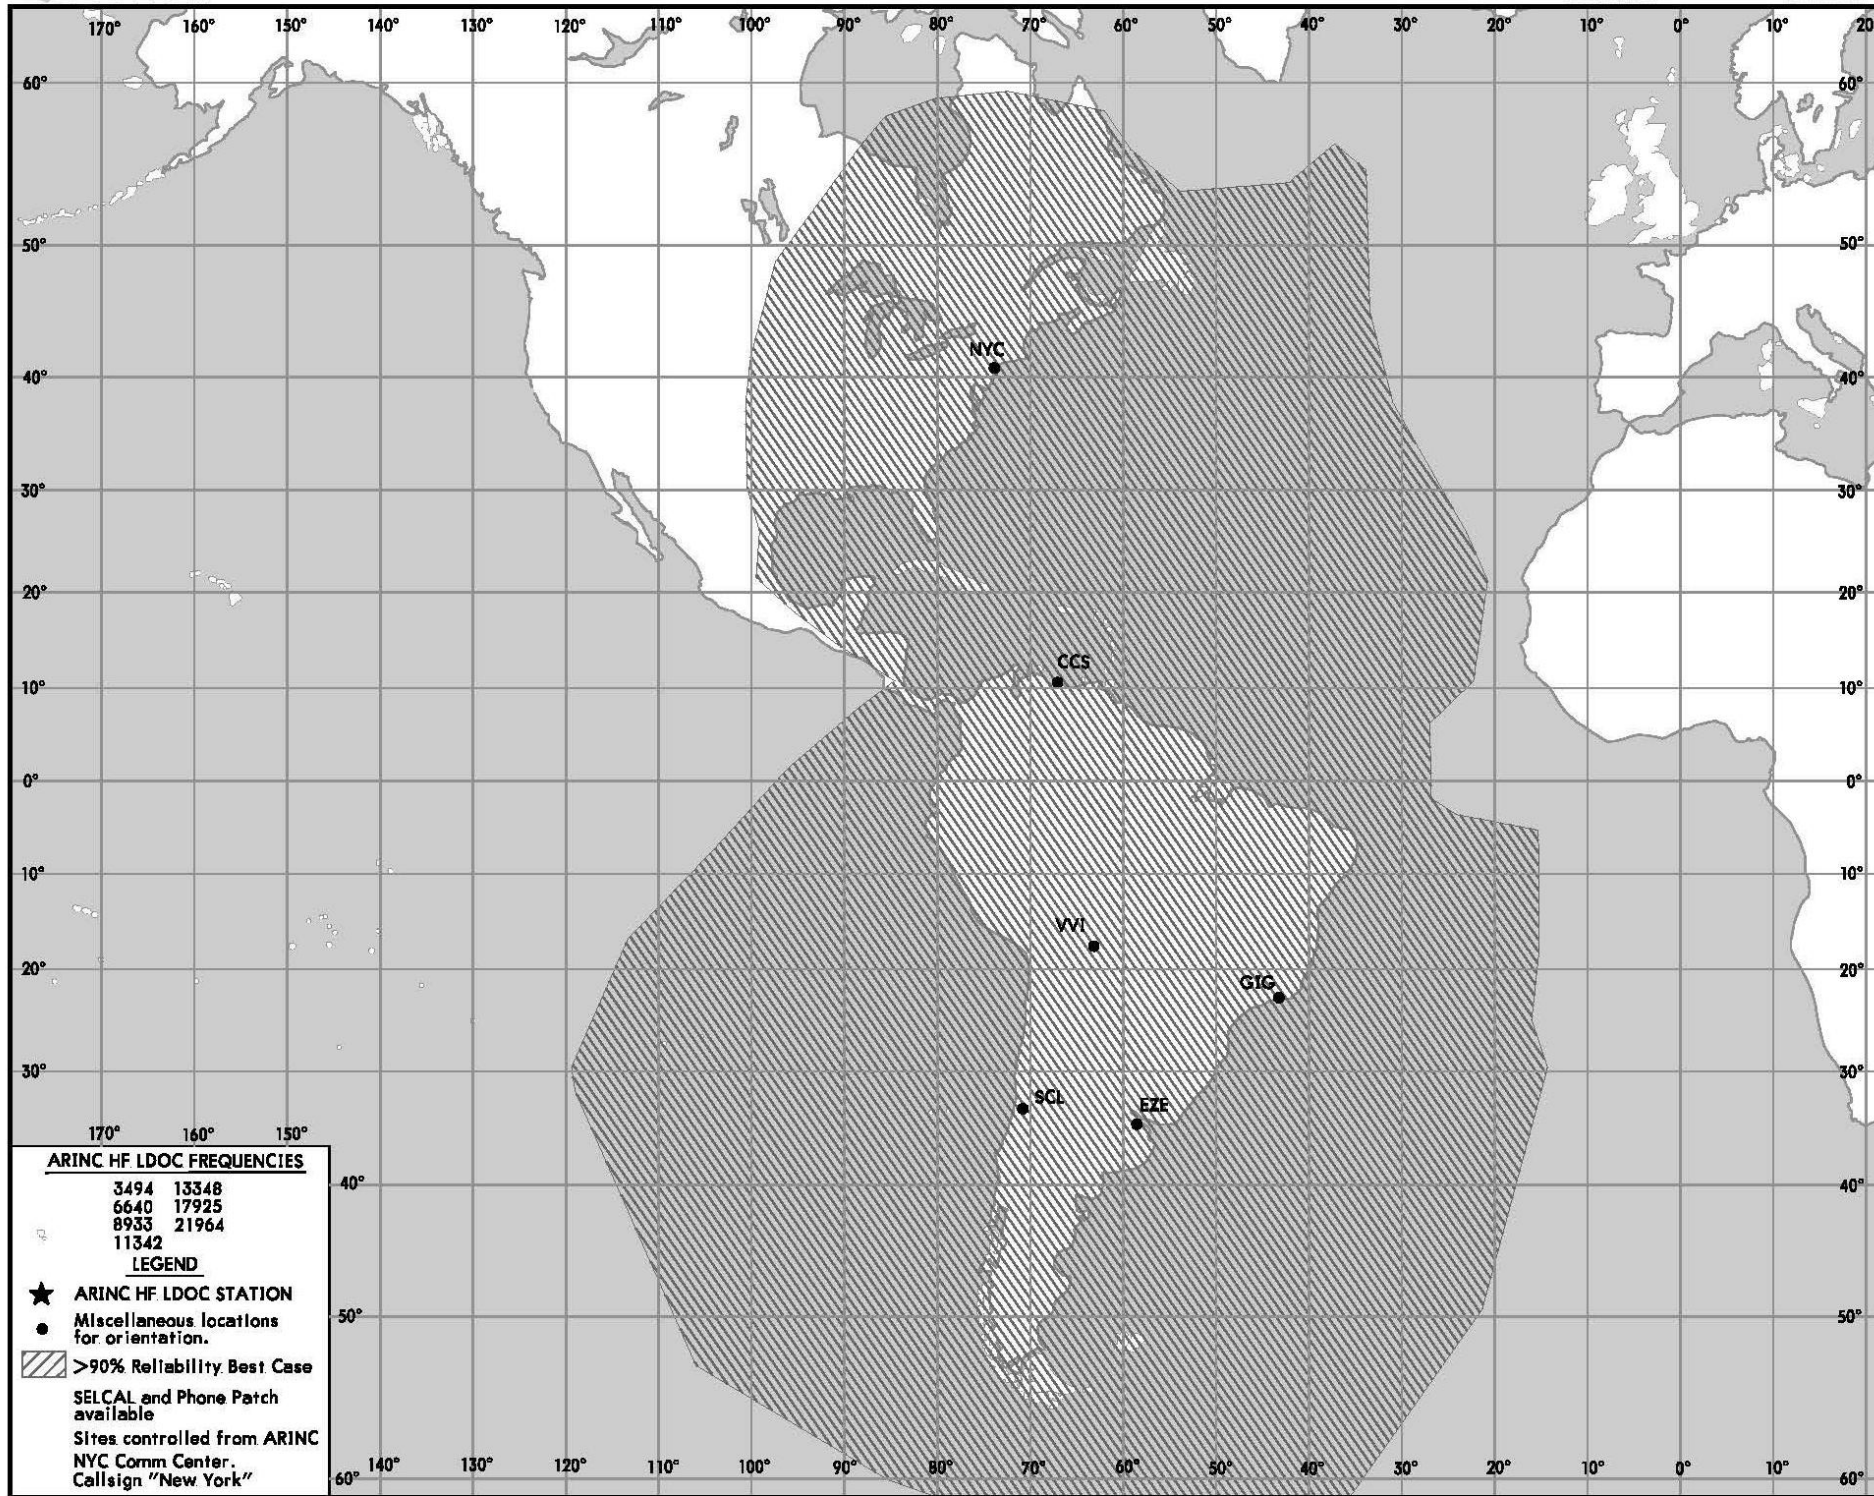 170° 160° 150° 140° 130° 120° 110° 100° 90° 80° 70° 60° 50° 40° 30° 20° 10° 0° 10° 20
60° 60°
50° 50°
NYC
40° 40°
30° 30°
20° 20°
CCS
10° 10°
0° 0°
10° 10°
VVI
20° 20°
GIG
30° 30°
SCL EZE
170° 160° 150°
40° 40°
50° 50°
60° 140° 130° 120° 110° 100° 90° 80° 70° 60° 50° 40° 30° 20° 10° 0° 10° 60°
ARINC HF LDOC FREQUENCIES
3494 13348
6640 17925
8933 21964
11342
LEGEND
ARINC HF LDOC STATION
Miscellaneous locations
for orientation.
>90% Reliability Best Case
SELCAL and Phone Patch
available
Sites controlled from ARINC
NYC Comm Center.
Callsign "New York"